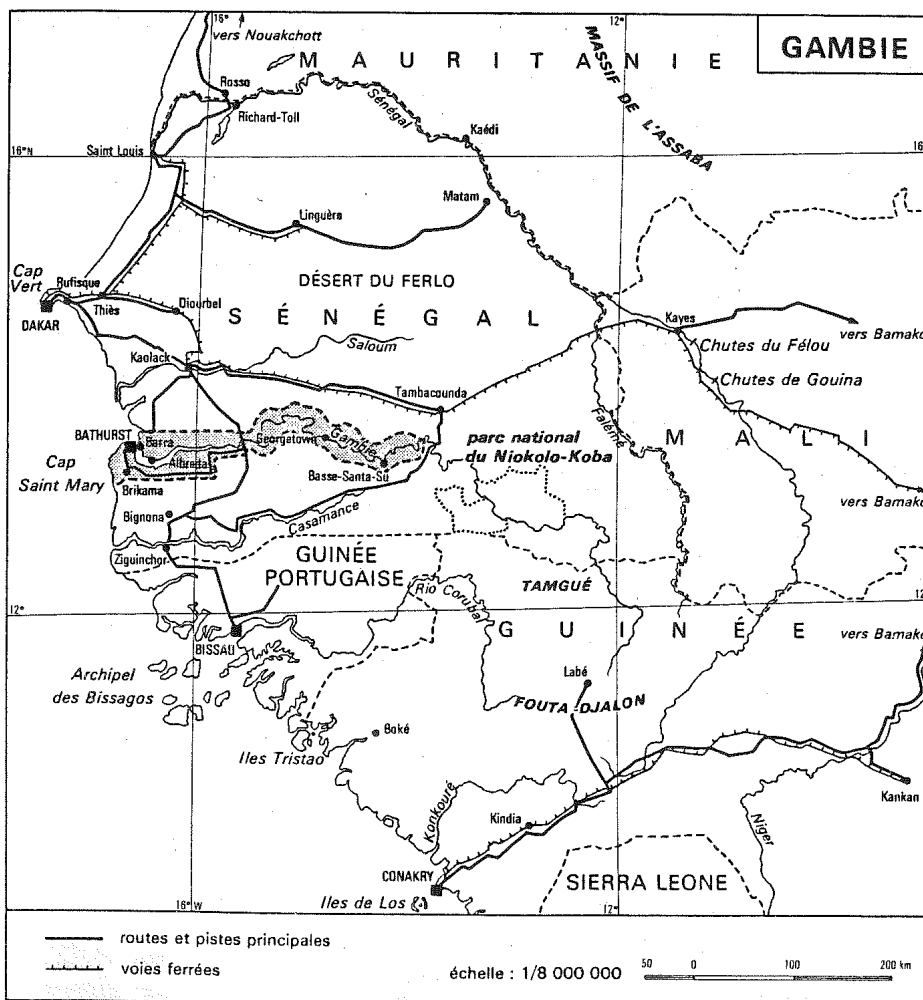 16°
12°
vers Nouakchott
GAMBIE
MAURITANIE
MASSIF DE L'ASSABA
Rosso
Richard-Toll
Sénégal
Kaédi
16°N
Saint Louis
Matam
Linguère
Cap
Vert
DÉSERT DU FERLO
Rufisque
Thiès
Diourbel
DAKAR
SÉNÉGAL
Saloum
Kayes
vers Bamako
Chutes du Félou
Kaolack
Chutes de Gouina
Tambacounda
BATHURST
Barra
Albreda
Georgetown
Gambie
Falémé
MALI
parc national
du Niokolo-Koba
Cap
Saint Mary
Brikama
Basse-Santa-Su
vers Bamako
Bignona
Casamance
Ziguinchor
GUINÉE
PORTUGAISE
TAMGUÉ
Rio Corubal
12°
12°
GUINÉE
BISSAU
vers Bamako
Archipel
des Bissagos
Labé
FOUTA-DJALON
Iles Tristao
Boké
Kankan
Konkouré
Kindia
Niger
CONAKRY
SIERRA LEONE
16°W
Iles de Los
12°
routes et pistes principales
voies ferrées
échelle : 1/8 000 000
50 0 100 200 km